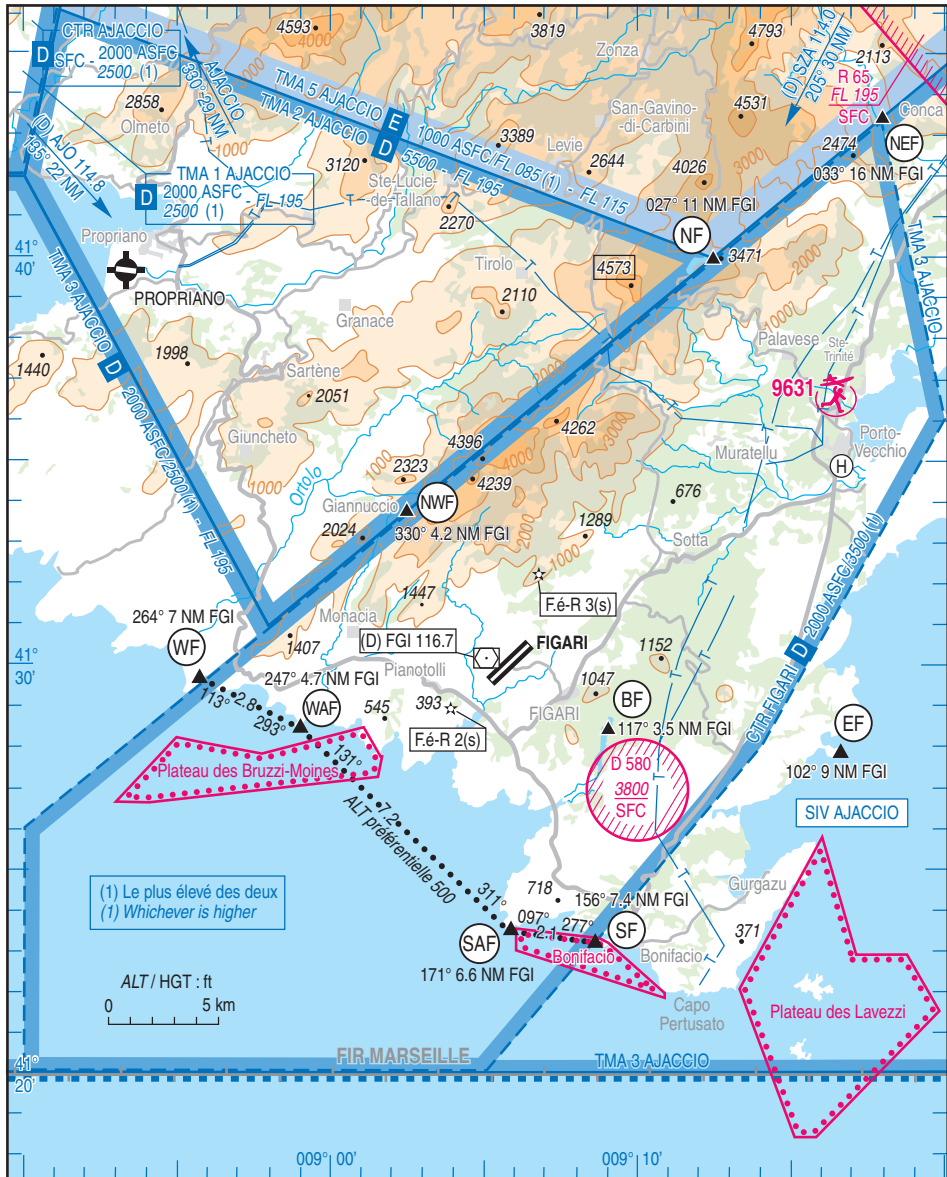 CTR AJACCIO
D
SFC - 2000 ASFC
2500 (1)
AJACCIO
330° 29 NM
4593
4000
3819
Zonza
4793
(D) SZA 114.0
205° 30 NM
2113
R 65
FL 195
SFC
Conca
NEF
033° 16 NM FGI
2474
2858
Olmeto
1000
(D) AJO 114.8
135° 22 NM
TMA 5 AJACCIO E 1000 ASFC/FL 085 (1) - FL 115
TMA 2 AJACCIO D 5500 - FL 195
3389
Levie
San-Gavino-
di-Carbini
4531
3000
2644
4026
3120
Ste-Lucie-
de-Tallano
2270
TMA 1 AJACCIO
D
2000 ASFC
2500 (1)
- FL 195
027° 11 NM FGI
NF
3471
2000
1000
4573
41°
40'
Propriano
PROPRIANO
Tirolo
2110
Granace
TMA 3 AJACCIO
TMA 3 AJACCIO D 2000 ASFC/2500 (1) - FL 195
1440
1998
Sartène
2051
Giuncheto
1000
Palavese
Ste-
Trinité
9631
Porto-
Vecchio
H
Muratellu
4262
3000
4396
4000
4239
2323
1000
Ortolo
Giannuccio
NWF
330° 4.2 NM FGI
2024
2000
676
1289
1000
Sotta
F.é-R 3(s)
1447
Monacia
1407
(D) FGI 116.7
FIGARI
Pianotolli
264° 7 NM FGI
WF
41°
30'
247° 4.7 NM FGI
WAF
113° 2.8 293°
545
393
F.é-R 2(s)
FIGARI
1152
1047
BF
117° 3.5 NM FGI
CTR FIGARI D 2000 ASFC/3500 (1)
EF
102° 9 NM FGI
D 580
3800
SFC
Plateau des Bruzzi-Moines
131° 7.2 311°
ALT préférentielle 500
SIV AJACCIO
(1) Le plus élevé des deux
(1) Whichever is higher
718
156° 7.4 NM FGI
097° 2.1 277°
SF
SAF
171° 6.6 NM FGI
Bonifacio
Bonifacio
Gurgazu
371
Capo
Pertusato
Plateau des Lavezzi
ALT / HGT : ft
0 5 km
FIR MARSEILLE
TMA 3 AJACCIO
41°
20'
009° 00'
009° 10'